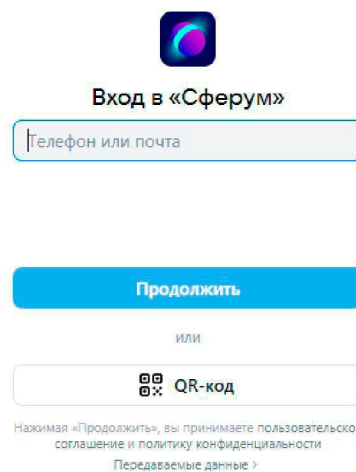 Вход в «Сферум»
Телефон или почта
Продолжить
или
QR-код
Нажимая «Продолжить», вы принимаете пользовательско
соглашение и политику конфиденциальности
Передаваемые данные >